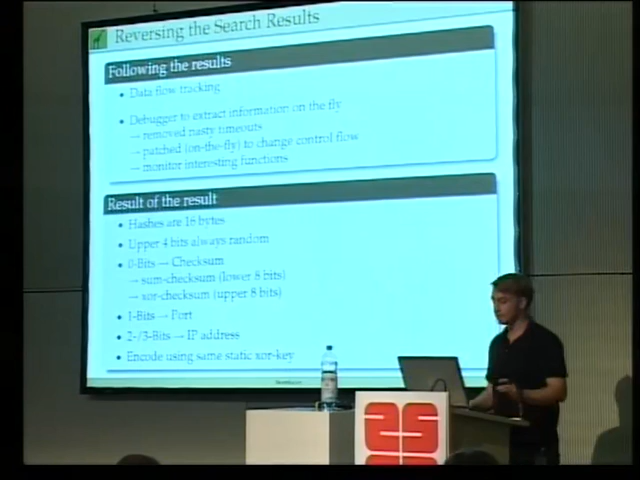 Reversing the Search Results
Following the results
• Data flow tracking
• Debugger to extract information on the fly
→ removed nasty timeouts
→ patched (on-the-fly) to change control flow
→ monitor interesting functions
Result of the result
• Hashes are 16 bytes
• Upper 4 bits always random
• 0-Bits → Checksum
→ sum-checksum (lower 8 bits)
→ xor-checksum (upper 8 bits)
• 1-Bits → Port
• 2-/3-Bits → IP address
• Encode using same static xor-key
25